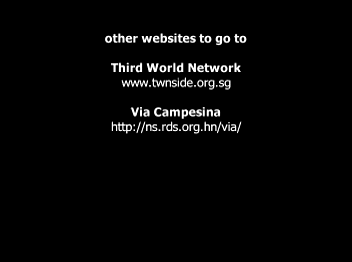 other websites to go to
Third World Network
www.twnside.org.sg
Via Campesina
http://ns.rds.org.hn/via/